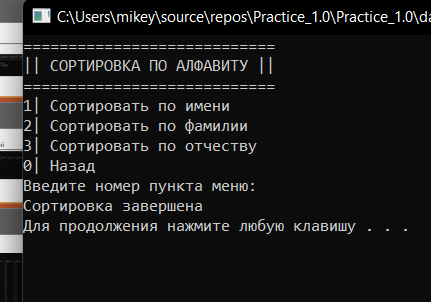 C:\Users\mikey\source\repos\Practice_1.0\Practice_1.0\da
============================
|| СОРТИРОВКА ПО АЛФАВИТУ ||
============================
1| Сортировать по имени
2| Сортировать по фамилии
3| Сортировать по отчеству
0| Назад
Введите номер пункта меню:
Сортировка завершена
Для продолжения нажмите любую клавишу . . .